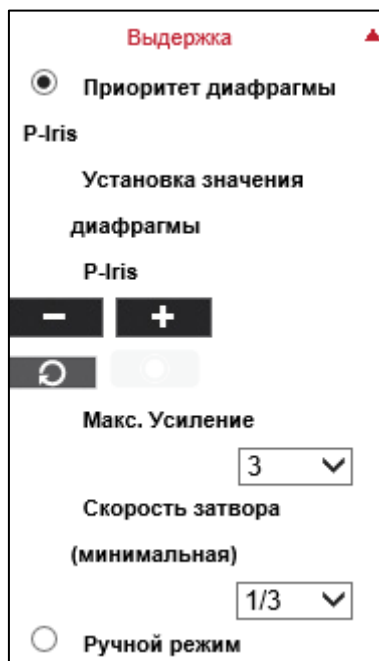 Выдержка
Приоритет диафрагмы
P-Iris
Установка значения
диафрагмы
P-Iris
Макс. Усиление
3
Скорость затвора
(минимальная)
1/3
Ручной режим